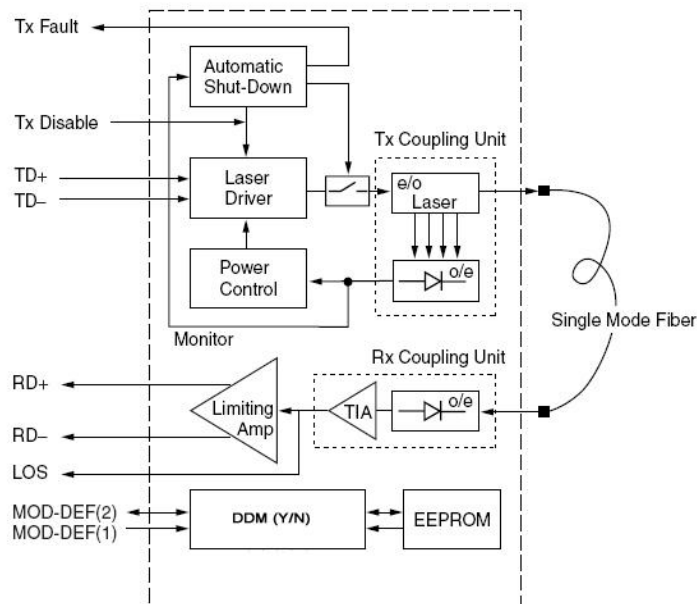 Tx Fault
Automatic
Shut-Down
Tx Disable
Tx Coupling Unit
TD+
TD–
Laser
Driver
e/o
Laser
Power
Control
o/e
Monitor
Single Mode Fiber
Rx Coupling Unit
RD+
RD–
Limiting
Amp
TIA
o/e
LOS
MOD-DEF(2)
MOD-DEF(1)
DDM (Y/N)
EEPROM